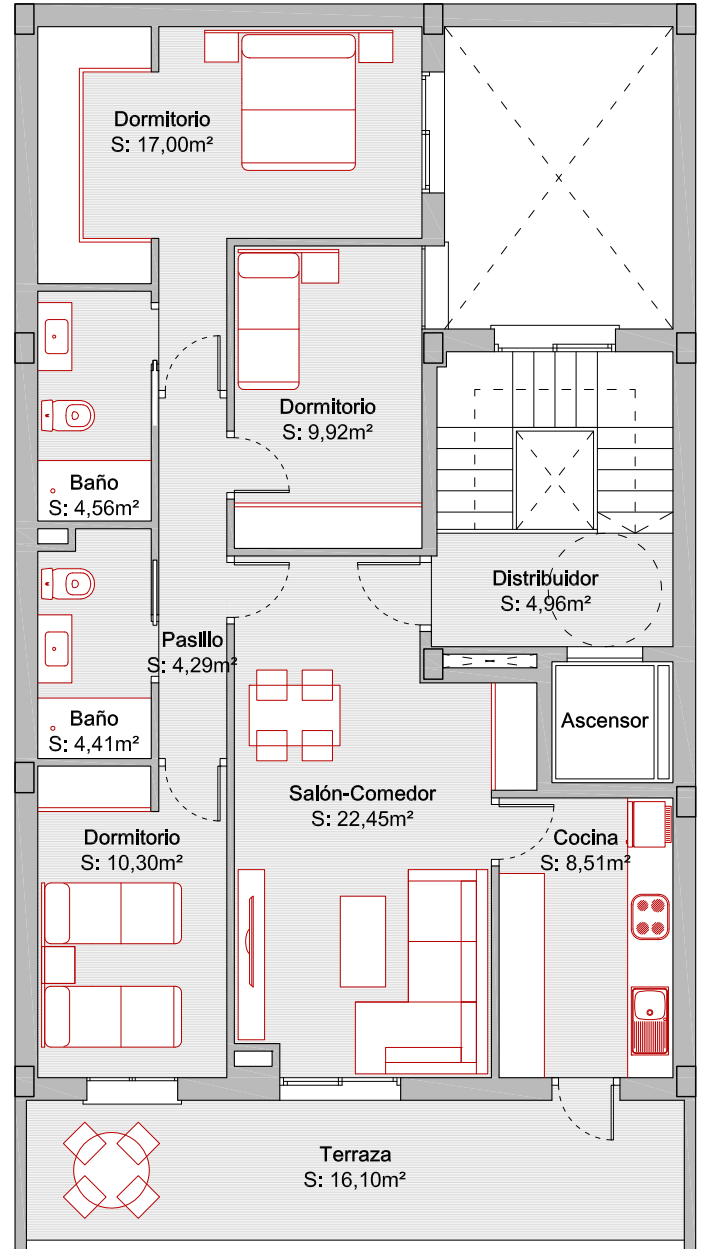 Dormitorio
S: 17,00m²
Dormitorio
S: 9,92m²
Baño
S: 4,56m²
Distribuidor
S: 4,96m²
Pasillo
S: 4,29m²
Baño
S: 4,41m²
Ascensor
Salón-Comedor
S: 22,45m²
Dormitorio
S: 10,30m²
Cocina
S: 8,51m²
Terraza
S: 16,10m²